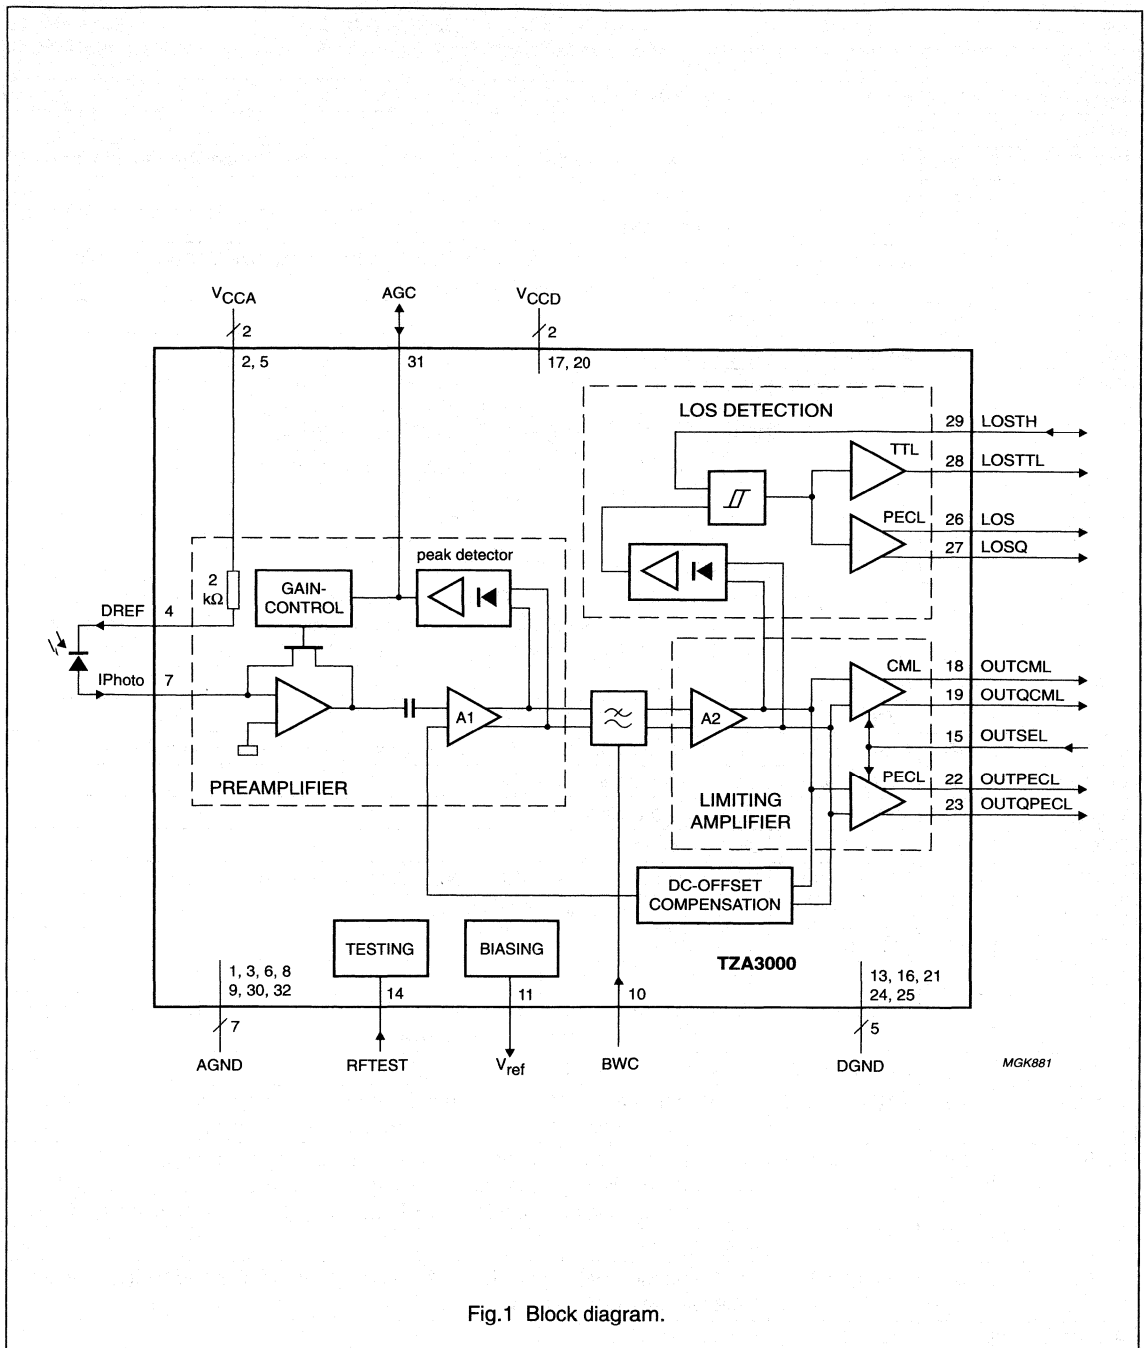 VCCA
AGC
VCCD
2
2
2, 5
31
17, 20
LOS DETECTION
29 LOSTH
TTL
28 LOSTTL
PECL
26 LOS
27 LOSQ
peak detector
2
kΩ
GAIN-
CONTROL
DREF 4
IPhoto 7
A1
A2
PREAMPLIFIER
LIMITING
AMPLIFIER
CML
18 OUTCML
19 OUTQCML
15 OUTSEL
PECL
22 OUTPECL
23 OUTQPECL
DC-OFFSET
COMPENSATION
TESTING
BIASING
TZA3000
1, 3, 6, 8
9, 30, 32
14
11
10
13, 16, 21
24, 25
7
5
AGND
RFTEST
Vref
BWC
DGND
MGK881
Fig.1 Block diagram.